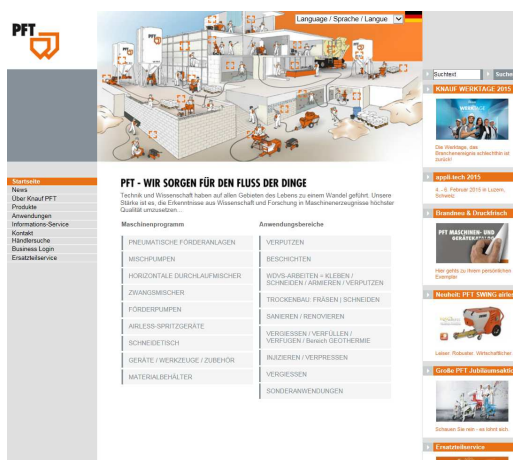 PFT
Language / Sprache / Langue
Suchtext
Suche
Startseite
News
Über Knauf PFT
Produkte
Anwendungen
Informations-Service
Kontakt
Händlersuche
Business Login
Ersatzteilservice
PFT - WIR SORGEN FÜR DEN FLUSS DER DINGE
Technik und Wissenschaft haben auf allen Gebieten des Lebens zu einem Wandel geführt. Unsere
Stärke ist es, die Erkenntnisse aus Wissenschaft und Forschung in Maschinenerzeugnisse höchster
Qualität umzusetzen...
Maschinenprogramm
PNEUMATISCHE FÖRDERANLAGEN
MISCHPUMPEN
HORIZONTALE DURCHLAUFMISCHER
ZWANGSMISCHER
FÖRDERPUMPEN
AIRLESS-SPRITZGERÄTE
SCHNEIDETISCH
GERÄTE / WERKZEUGE / ZUBEHÖR
MATERIALBEHÄLTER
Anwendungsbereiche
VERPUTZEN
BESCHICHTEN
WDVS-ARBEITEN = KLEBEN /
SCHNEIDEN / ARMIEREN / VERPUTZEN
TROCKENBAU: FRÄSEN | SCHNEIDEN
SANIEREN / RENOVIEREN
VERGIESSEN / VERFÜLLEN /
VERFUGEN / Bereich GEOTHERMIE
INJIZIEREN / VERPRESSEN
VERGIESSEN
SONDERANWENDUNGEN
KNAUF WERKTAGE 2015
WERKTAGE
Die Werktage, das
Branchenereignis schlechthin ist
zurück!
appli-tech 2015
4. - 6. Februar 2015 in Luzern,
Schweiz
Brandneu & Druckfrisch
PFT MASCHINEN- UND
GERÄTEKATALOG
Hier gehts zu Ihrem persönlichen
Exemplar
Neuheit: PFT SWING airless
Leiser. Robuster. Wirtschaftlicher.
Große PFT Jubiläumsaktion
Schauen Sie rein - es lohnt sich.
Ersatzteilservice